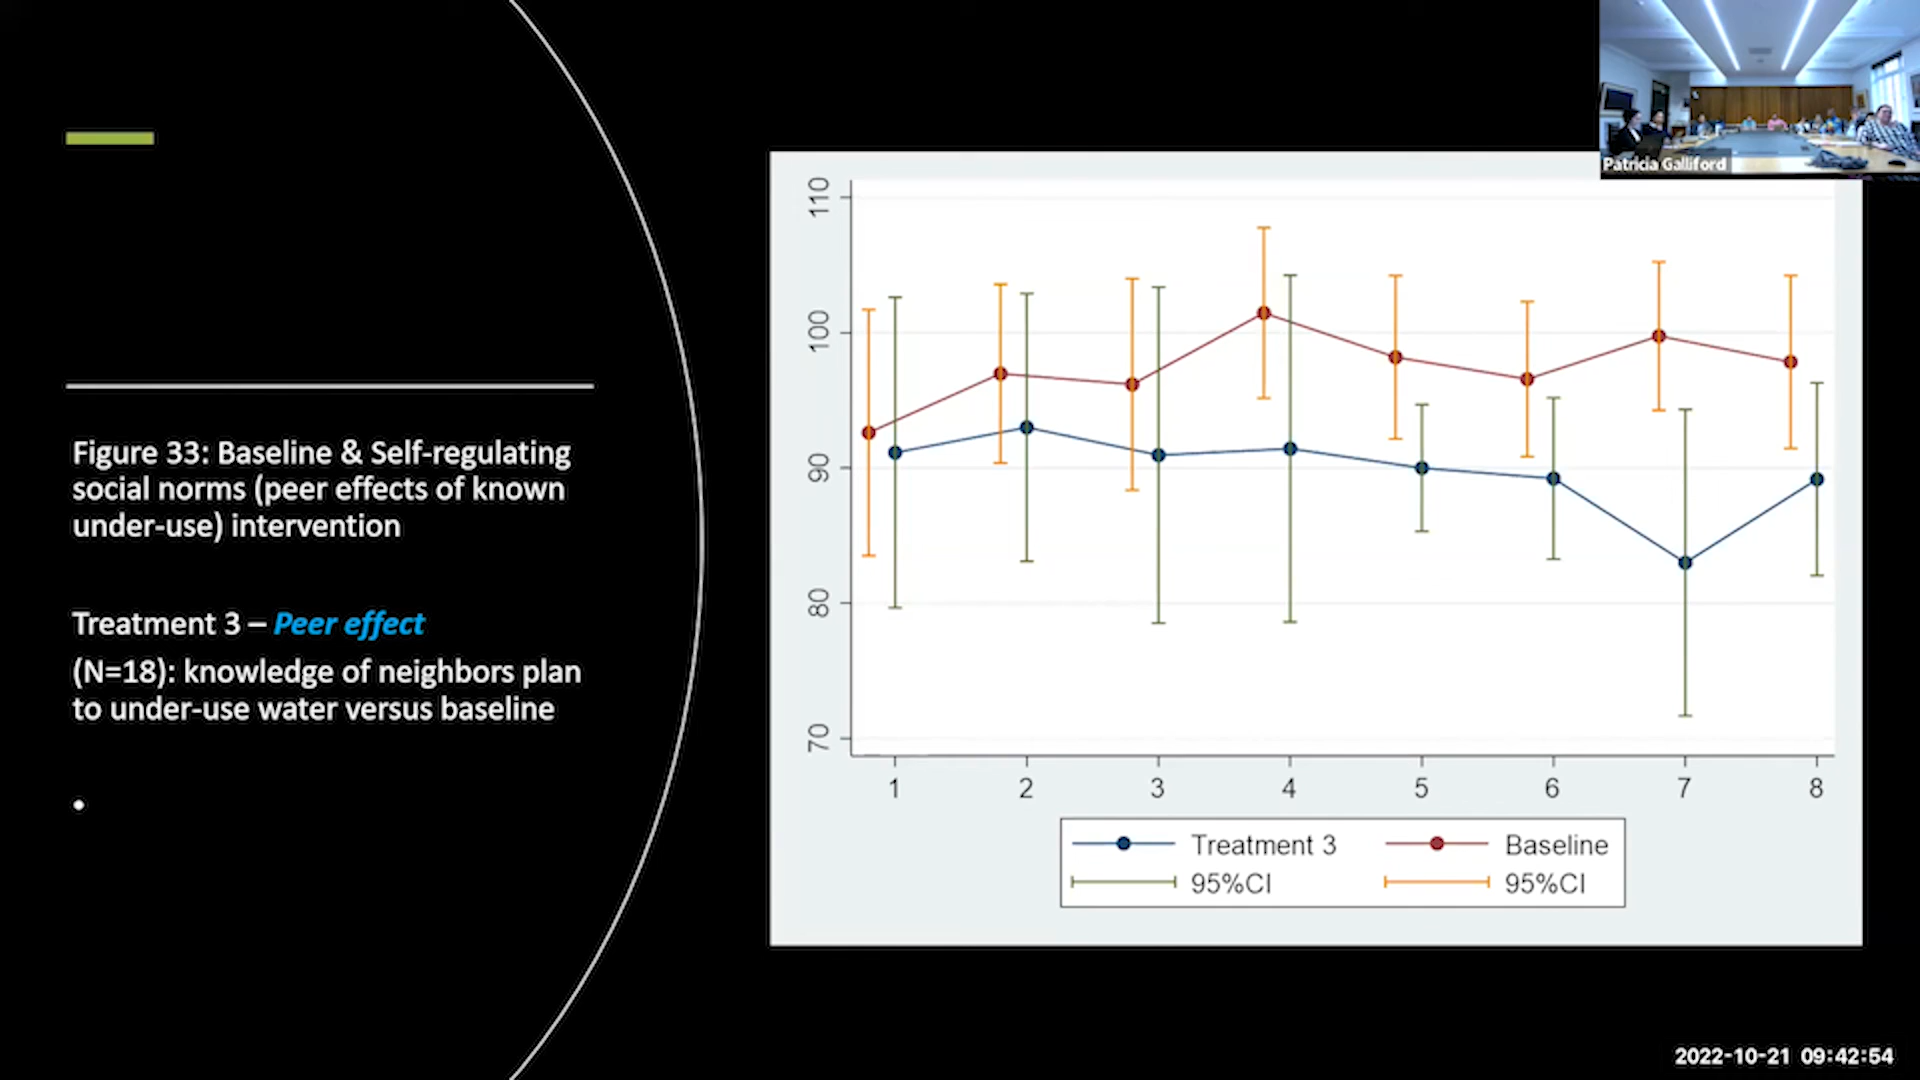 Patricia Galliford
Figure 33: Baseline & Self-regulating
social norms (peer effects of known
under-use) intervention
Treatment 3 – Peer effect
(N=18): knowledge of neighbors plan
to under-use water versus baseline
110
100
90
80
70
1 2 3 4 5 6 7 8
Treatment 3 Baseline
95%CI 95%CI
2022-10-21 09:42:54